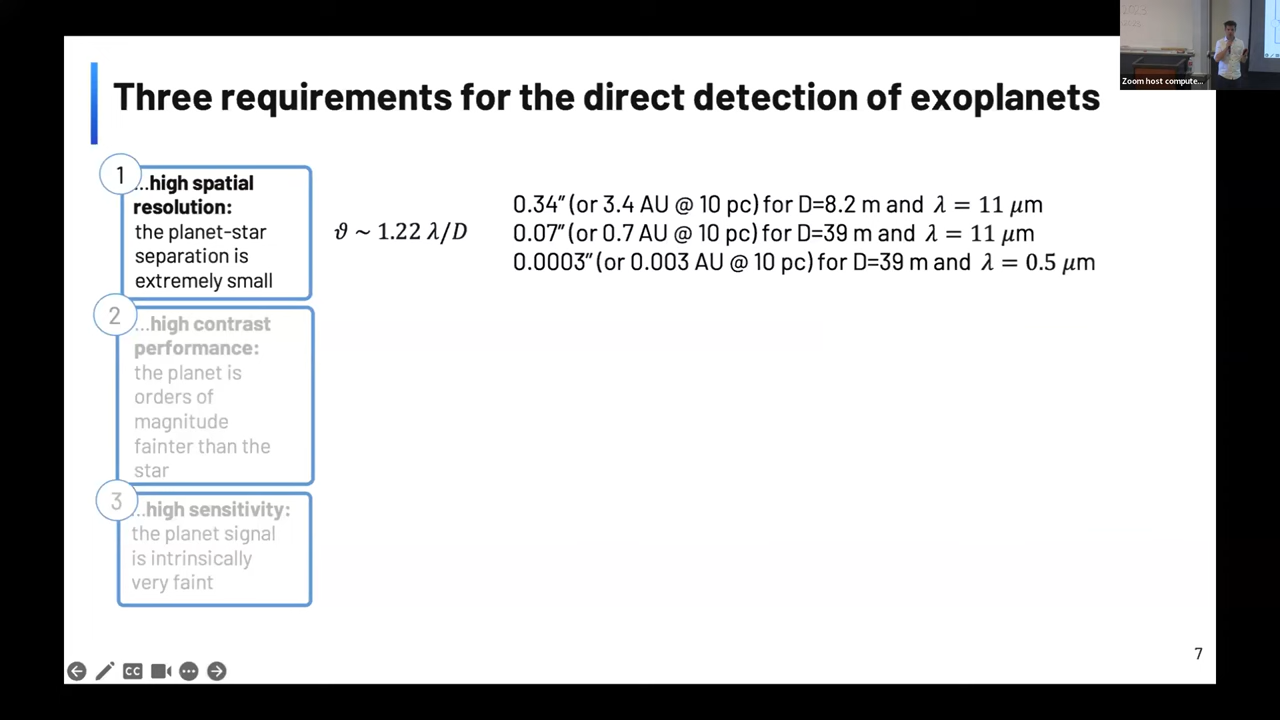 Zoom host compute...
Three requirements for the direct detection of exoplanets
1
...high spatial
resolution:
the planet-star
separation is
extremely small
ϑ ~ 1.22 λ/D
0.34″ (or 3.4 AU @ 10 pc) for D=8.2 m and λ = 11 μm
0.07″ (or 0.7 AU @ 10 pc) for D=39 m and λ = 11 μm
0.0003″ (or 0.003 AU @ 10 pc) for D=39 m and λ = 0.5 μm
2
...high contrast
performance:
the planet is
orders of
magnitude
fainter than the
star
3
...high sensitivity:
the planet signal
is intrinsically
very faint
CC
7